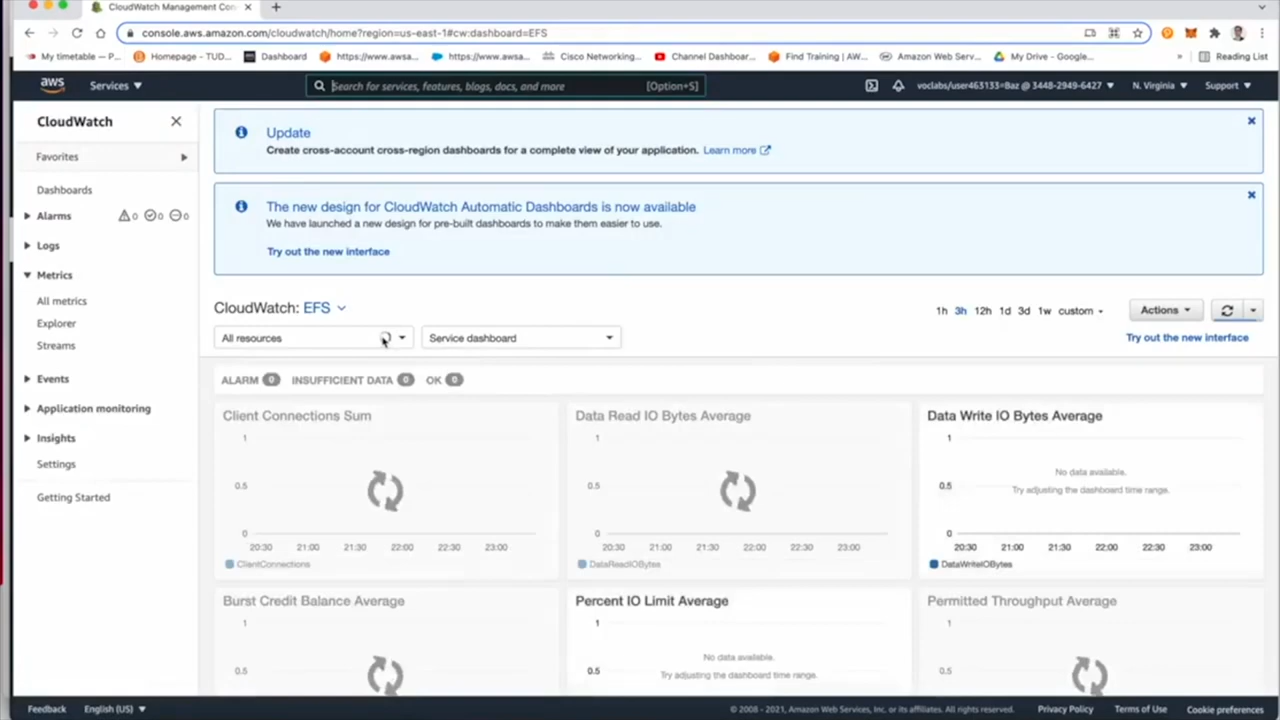 CloudWatch Management Con
console.aws.amazon.com/cloudwatch/home?region=us-east-1#cw:dashboard=EFS
My timetable – P... Homepage - TUD... Dashboard https://www.awsa... https://www.awsa... Cisco Networking... Channel Dashboar... Find Training | AW... Amazon Web Serv... My Drive – Google... » Reading List
aws Services Search for services, features, blogs, docs, and more [Option+S] voclabs/user463133=Baz @ 3448-2949-6427 N. Virginia Support
CloudWatch
Favorites
Dashboards
Alarms 0 0 0
Logs
Metrics
All metrics
Explorer
Streams
Events
Application monitoring
Insights
Settings
Getting Started
Update
Create cross-account cross-region dashboards for a complete view of your application. Learn more
The new design for CloudWatch Automatic Dashboards is now available
We have launched a new design for pre-built dashboards to make them easier to use.
Try out the new interface
CloudWatch: EFS
1h 3h 12h 1d 3d 1w custom Actions
All resources Service dashboard Try out the new interface
ALARM 0 INSUFFICIENT DATA 0 OK 0
Client Connections Sum
1
0.5
0
20:30 21:00 21:30 22:00 22:30 23:00
ClientConnections
Data Read IO Bytes Average
1
0.5
0
20:30 21:00 21:30 22:00 22:30 23:00
DataReadIOBytes
Data Write IO Bytes Average
1
No data available.
0.5 Try adjusting the dashboard time range.
0
20:30 21:00 21:30 22:00 22:30 23:00
DataWriteIOBytes
Burst Credit Balance Average
1
0.5
Percent IO Limit Average
1
No data available.
0.5 Try adjusting the dashboard time range.
Permitted Throughput Average
1
0.5
Feedback English (US) © 2008 - 2021, Amazon Web Services, Inc. or its affiliates. All rights reserved. Privacy Policy Terms of Use Cookie preferences